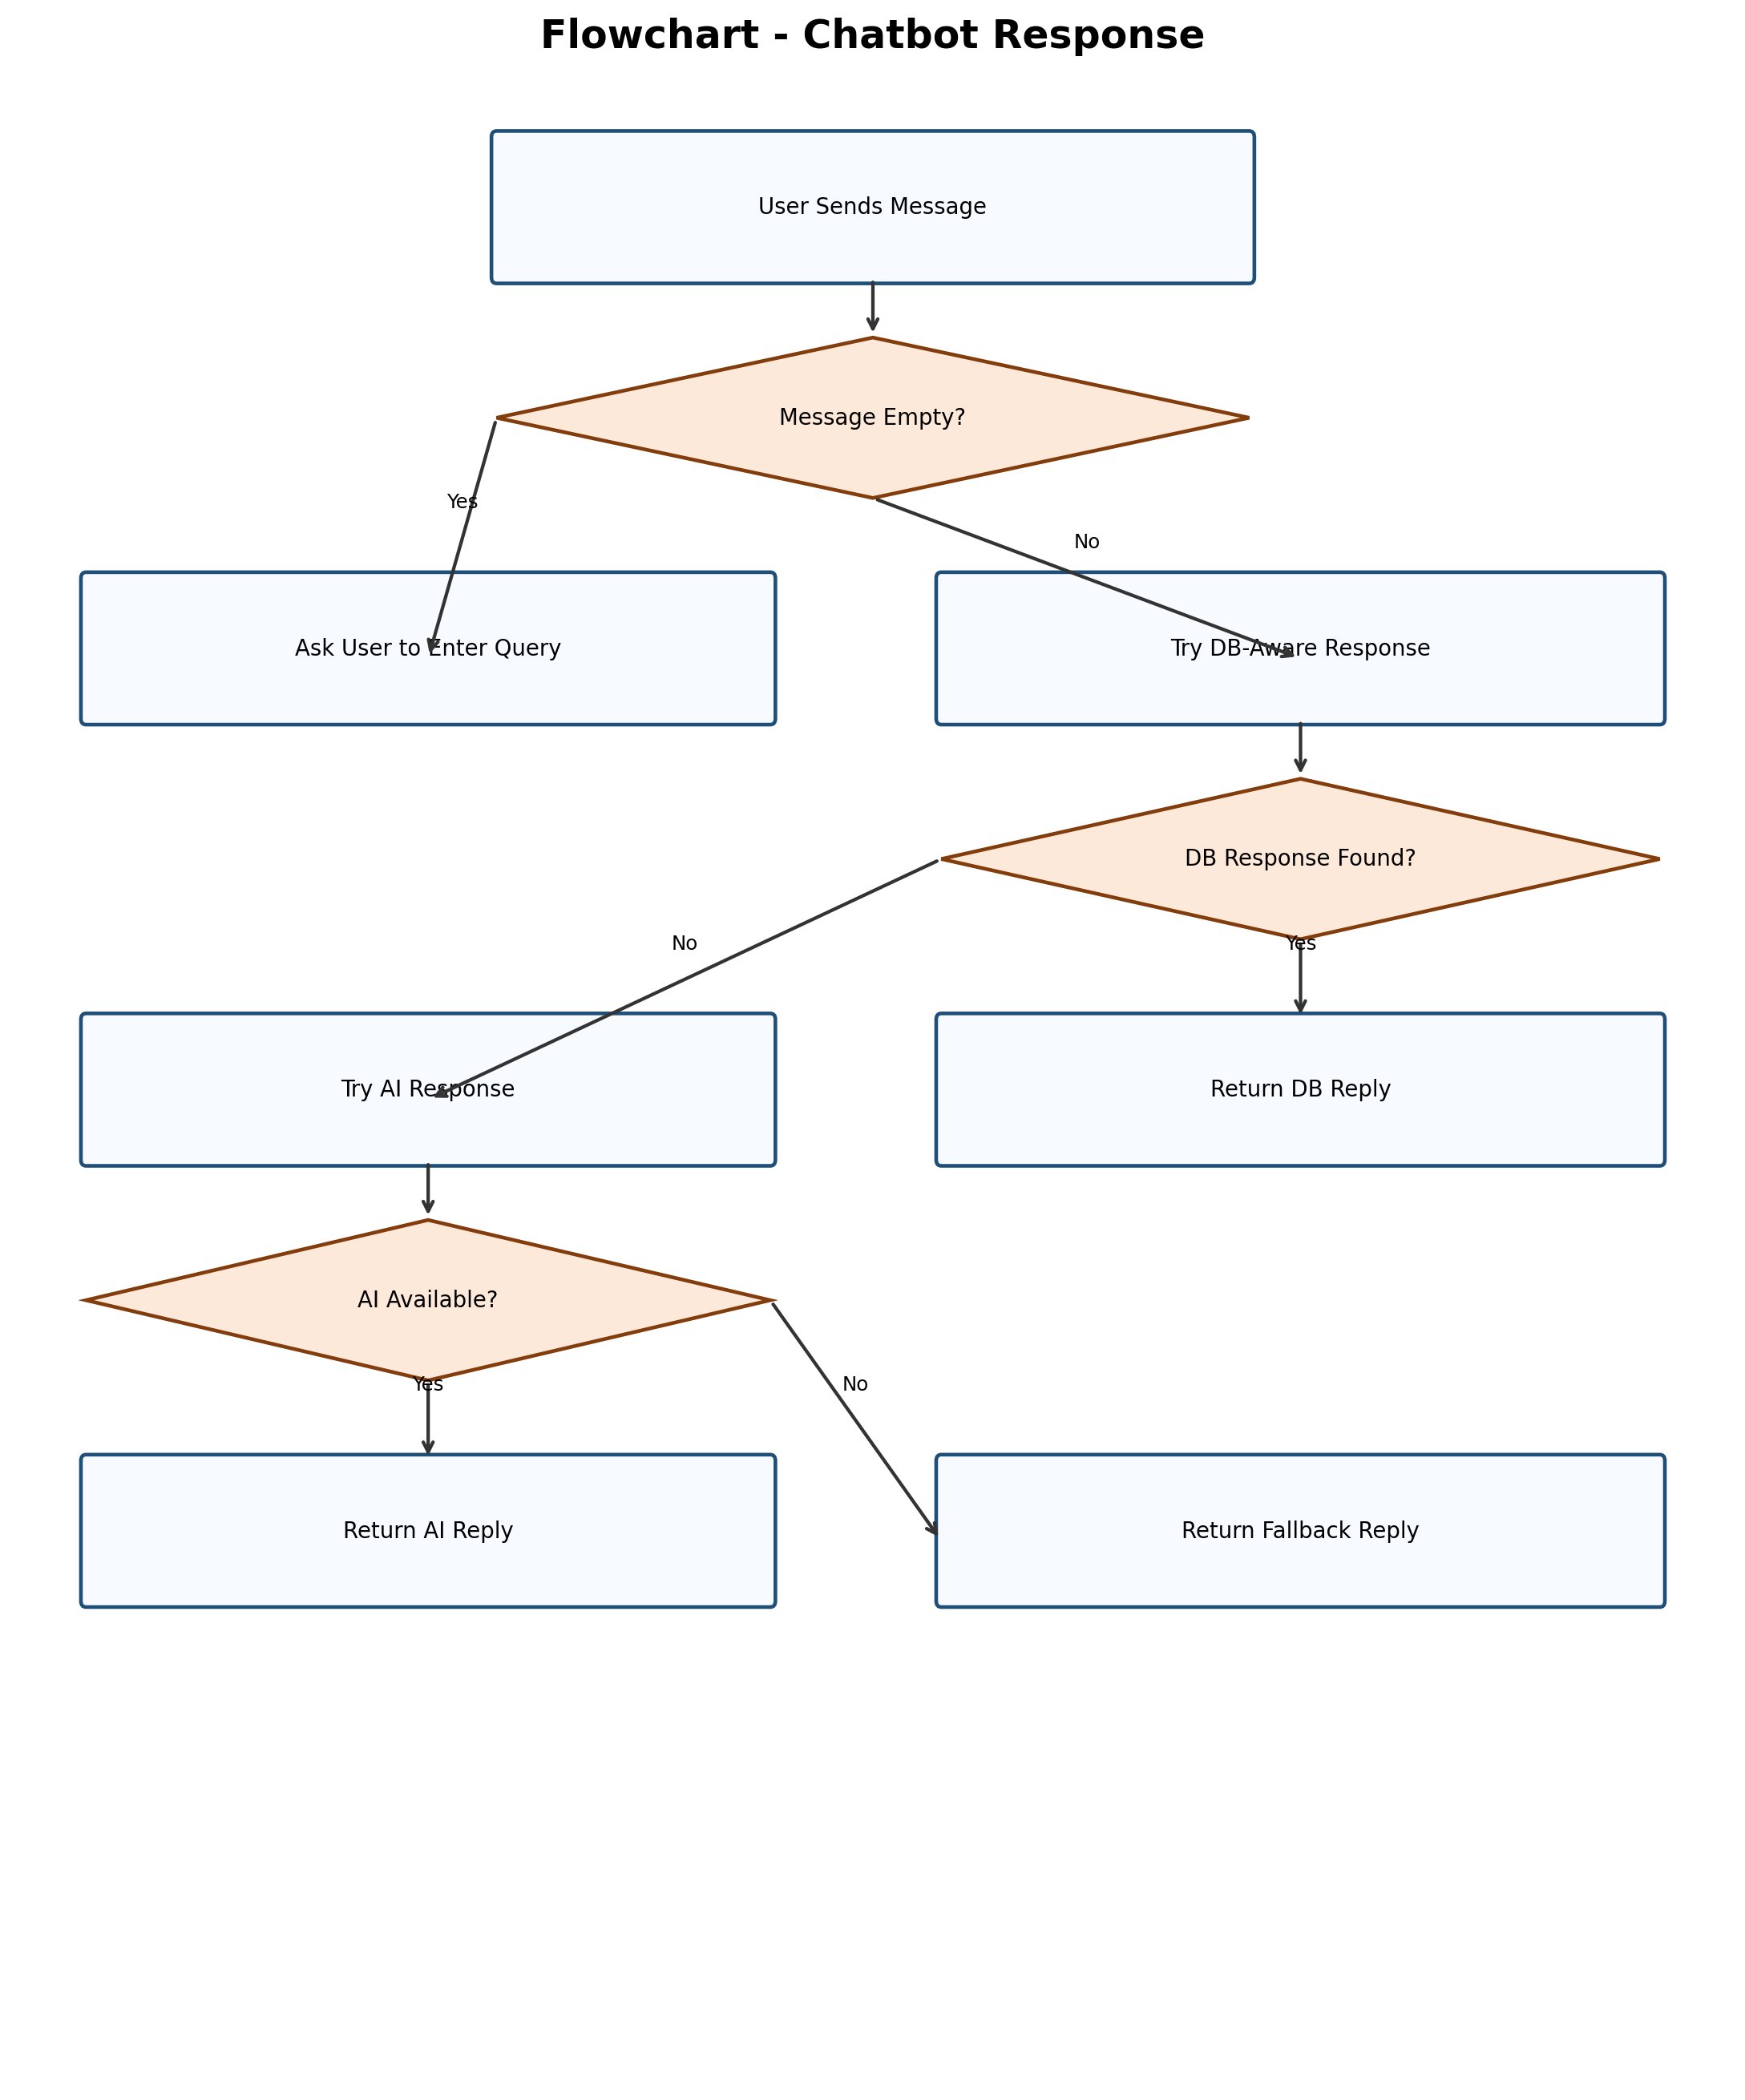 Flowchart - Chatbot Response
User Sends Message
Message Empty?
Yes
No
Ask User to Enter Query
Try DB-Aware Response
DB Response Found?
No
Yes
Try AI Response
Return DB Reply
AI Available?
Yes
No
Return AI Reply
Return Fallback Reply